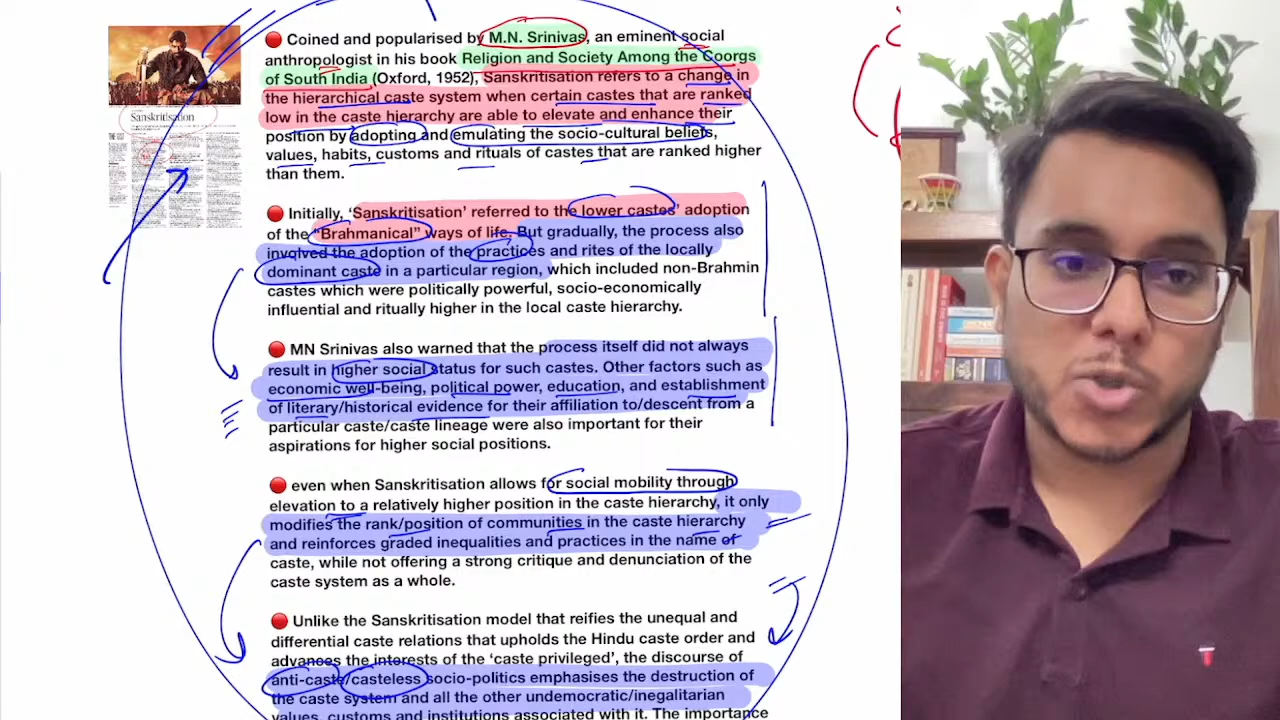 Sanskritisation
Coined and popularised by M.N. Srinivas, an eminent social
anthropologist in his book Religion and Society Among the Coorgs
of South India (Oxford, 1952), Sanskritisation refers to a change in
the hierarchical caste system when certain castes that are ranked
low in the caste hierarchy are able to elevate and enhance their
position by adopting and emulating the socio-cultural beliefs,
values, habits, customs and rituals of castes that are ranked higher
than them.
Initially, ‘Sanskritisation’ referred to the lower castes’ adoption
of the “Brahmanical” ways of life. But gradually, the process also
involved the adoption of the practices and rites of the locally
dominant caste in a particular region, which included non-Brahmin
castes which were politically powerful, socio-economically
influential and ritually higher in the local caste hierarchy.
MN Srinivas also warned that the process itself did not always
result in higher social status for such castes. Other factors such as
economic well-being, political power, education, and establishment
of literary/historical evidence for their affiliation to/descent from a
particular caste/caste lineage were also important for their
aspirations for higher social positions.
even when Sanskritisation allows for social mobility through
elevation to a relatively higher position in the caste hierarchy, it only
modifies the rank/position of communities in the caste hierarchy
and reinforces graded inequalities and practices in the name of
caste, while not offering a strong critique and denunciation of the
caste system as a whole.
Unlike the Sanskritisation model that reifies the unequal and
differential caste relations that upholds the Hindu caste order and
advances the interests of the ‘caste privileged’, the discourse of
anti-caste/casteless socio-politics emphasises the destruction of
the caste system and all the other undemocratic/inegalitarian
values, customs and institutions associated with it. The importance